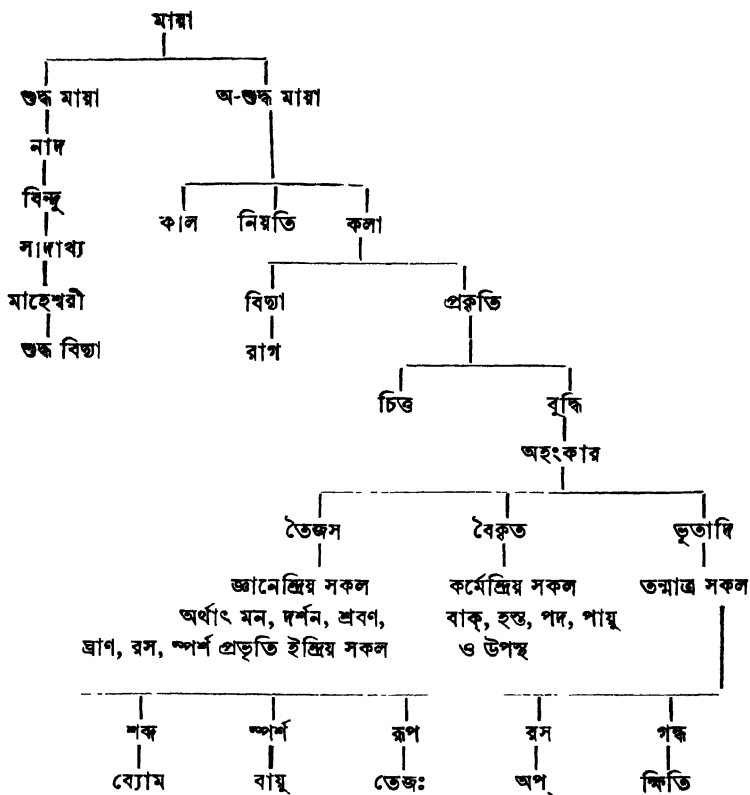 মায়া
শুদ্ধ মায়া অ-শুদ্ধ মায়া
নাদ
বিন্দু
কাল নিয়তি কলা
সাদাখ্য
মাহেশ্বরী বিদ্যা প্রকৃতি
শুদ্ধ বিদ্যা রাগ
চিত্ত বুদ্ধি
অহংকার
তৈজস বৈকৃত ভূতাদি
জ্ঞানেন্দ্রিয় সকল কর্মেন্দ্রিয় সকল তন্মাত্র সকল
অর্থাৎ মন, দর্শন, শ্রবণ, বাক্, হস্ত, পদ, পায়ূ
ঘ্রাণ, রস, স্পর্শ প্রভৃতি ইন্দ্রিয় সকল ও উপস্থ
শব্দ স্পর্শ রূপ রস গন্ধ
ব্যোম বায়ূ তেজঃ অপ্ ক্ষিতি